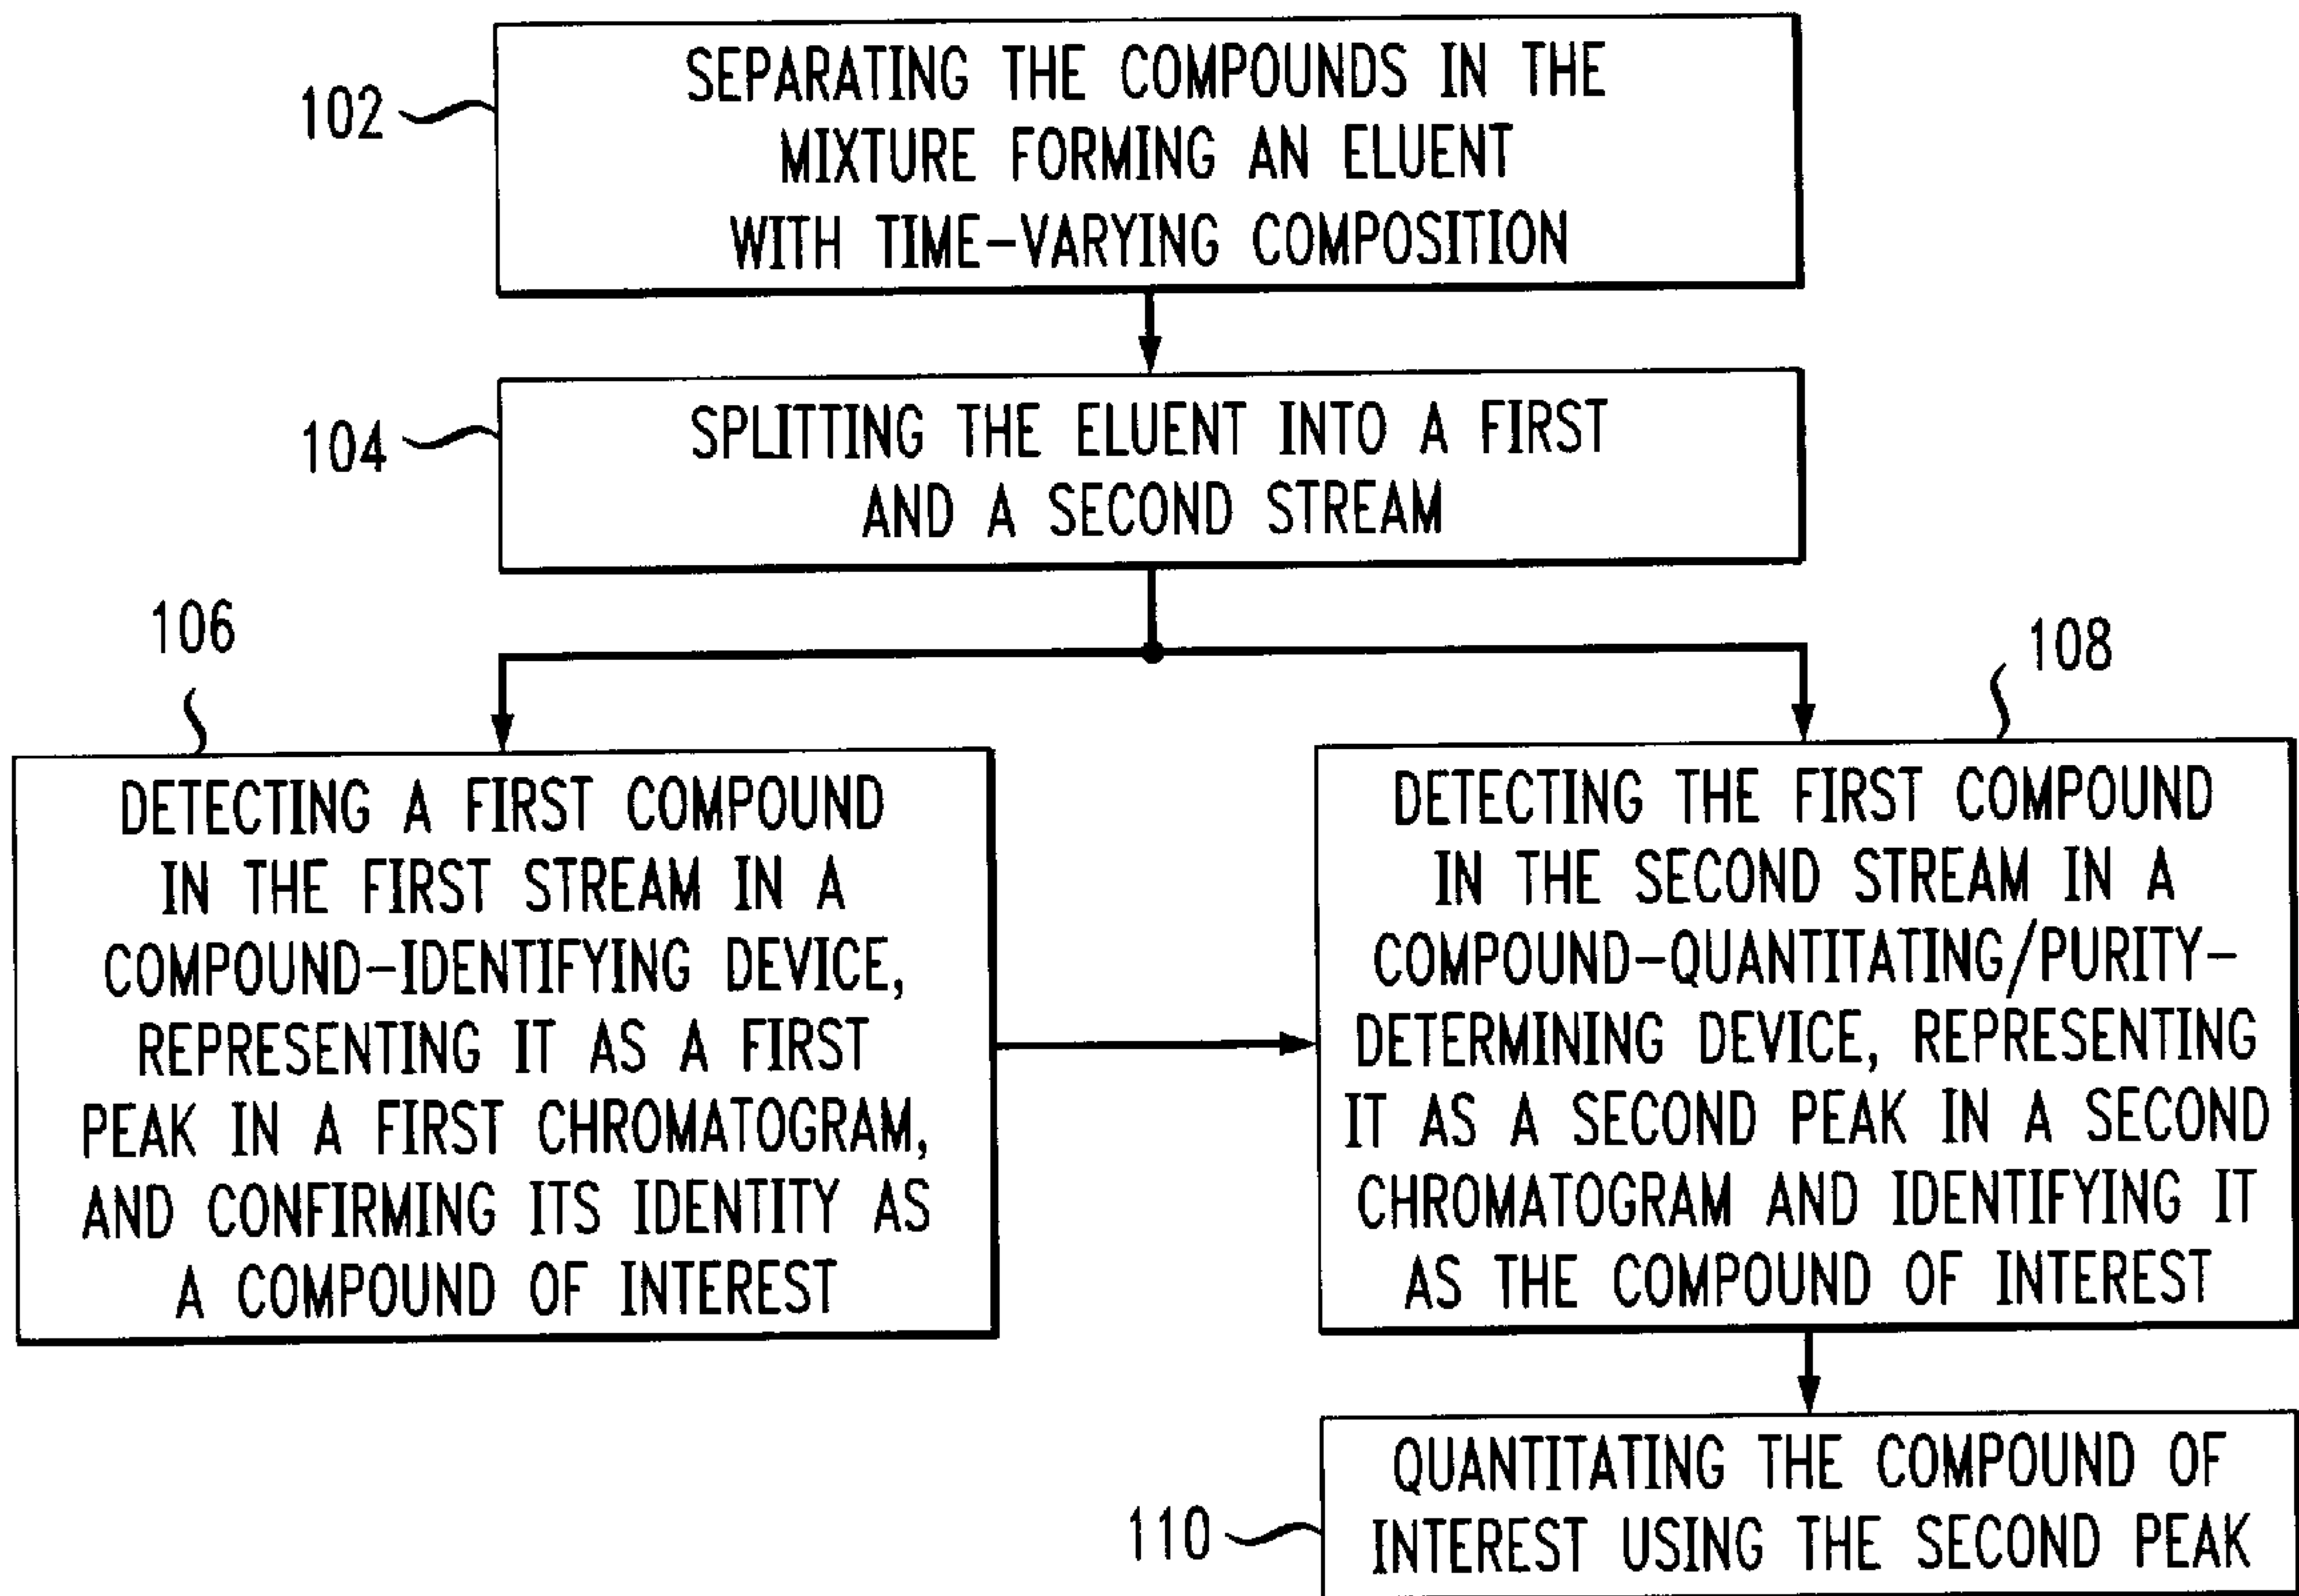 102
SEPARATING THE COMPOUNDS IN THE
MIXTURE FORMING AN ELUENT
WITH TIME-VARYING COMPOSITION
104
SPLITTING THE ELUENT INTO A FIRST
AND A SECOND STREAM
106
DETECTING A FIRST COMPOUND
IN THE FIRST STREAM IN A
COMPOUND-IDENTIFYING DEVICE,
REPRESENTING IT AS A FIRST
PEAK IN A FIRST CHROMATOGRAM,
AND CONFIRMING ITS IDENTITY AS
A COMPOUND OF INTEREST
108
DETECTING THE FIRST COMPOUND
IN THE SECOND STREAM IN A
COMPOUND-QUANTITATING/PURITY-
DETERMINING DEVICE, REPRESENTING
IT AS A SECOND PEAK IN A SECOND
CHROMATOGRAM AND IDENTIFYING IT
AS THE COMPOUND OF INTEREST
110
QUANTITATING THE COMPOUND OF
INTEREST USING THE SECOND PEAK